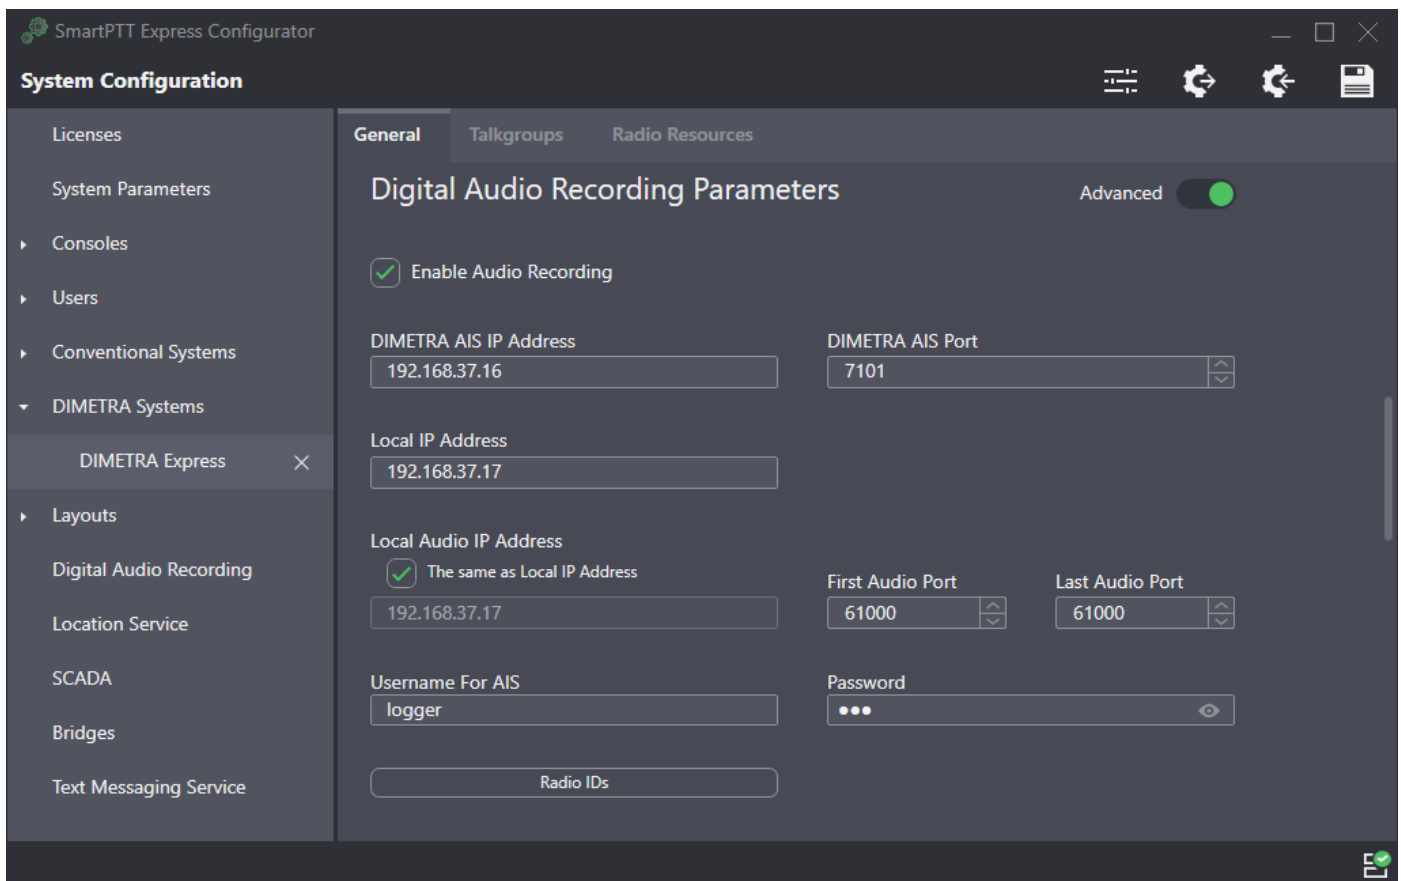 SmartPTT Express Configurator
System Configuration
Licenses
System Parameters
Consoles
Users
Conventional Systems
DIMETRA Systems
DIMETRA Express
Layouts
Digital Audio Recording
Location Service
SCADA
Bridges
Text Messaging Service
General Talkgroups Radio Resources
Digital Audio Recording Parameters Advanced
Enable Audio Recording
DIMETRA AIS IP Address DIMETRA AIS Port
192.168.37.16 7101
Local IP Address
192.168.37.17
Local Audio IP Address
The same as Local IP Address
First Audio Port Last Audio Port
192.168.37.17 61000 61000
Username For AIS Password
logger •••
Radio IDs